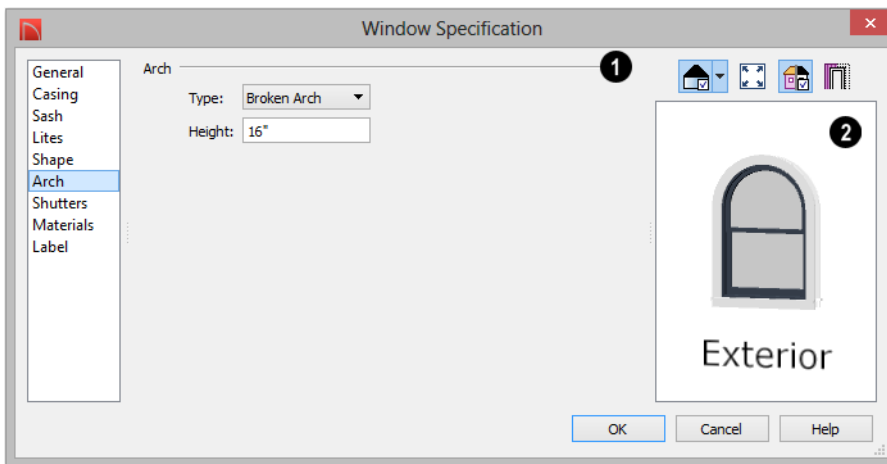 Window Specification
General
Casing
Sash
Lites
Shape
Arch
Shutters
Materials
Label
Arch
Type: Broken Arch
Height: 16"
1
2
Exterior
OK Cancel Help